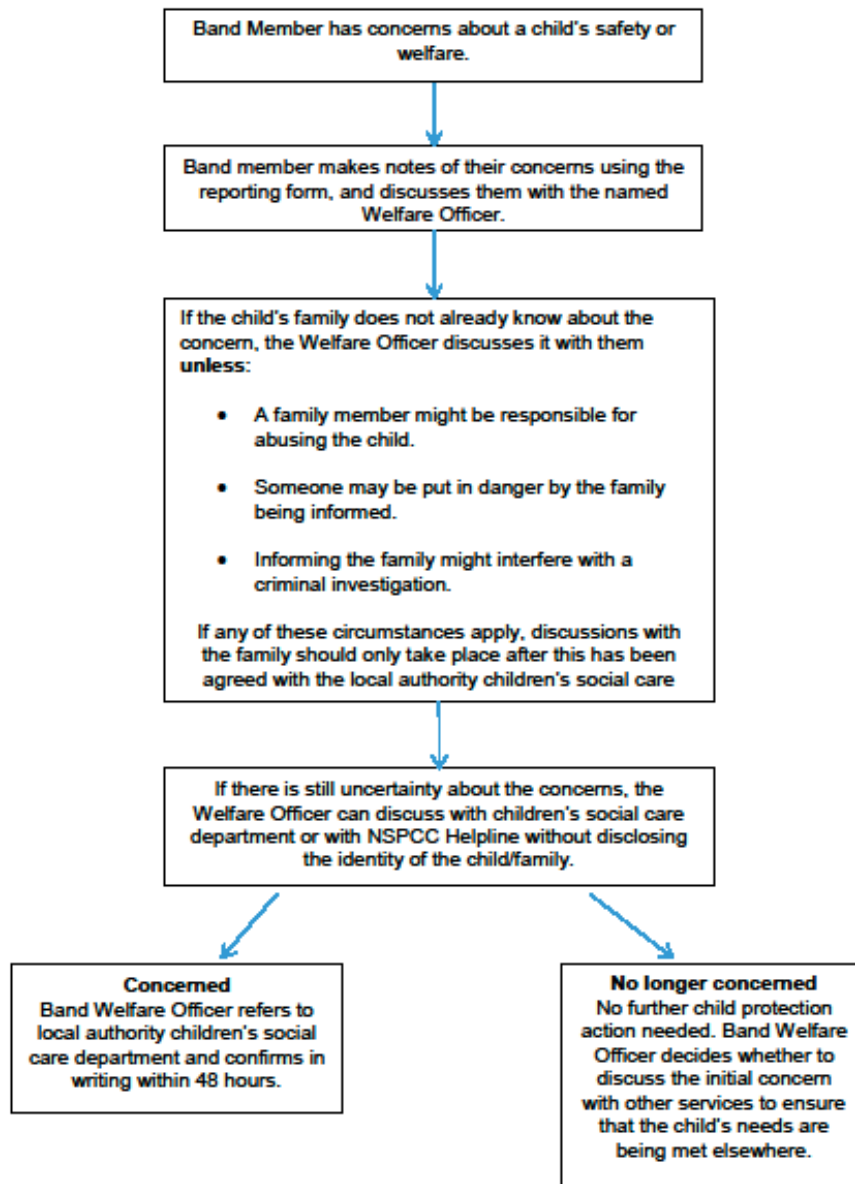 Band Member has concerns about a child's safety or
welfare.
Band member makes notes of their concerns using the
reporting form, and discusses them with the named
Welfare Officer.
If the child's family does not already know about the
concern, the Welfare Officer discusses it with them
unless:
• A family member might be responsible for
abusing the child.
• Someone may be put in danger by the family
being informed.
• Informing the family might interfere with a
criminal investigation.
If any of these circumstances apply, discussions with
the family should only take place after this has been
agreed with the local authority children's social care
If there is still uncertainty about the concerns, the
Welfare Officer can discuss with children's social care
department or with NSPCC Helpline without disclosing
the identity of the child/family.
Concerned
Band Welfare Officer refers to
local authority children's social
care department and confirms in
writing within 48 hours.
No longer concerned
No further child protection
action needed. Band Welfare
Officer decides whether to
discuss the initial concern
with other services to ensure
that the child's needs are
being met elsewhere.